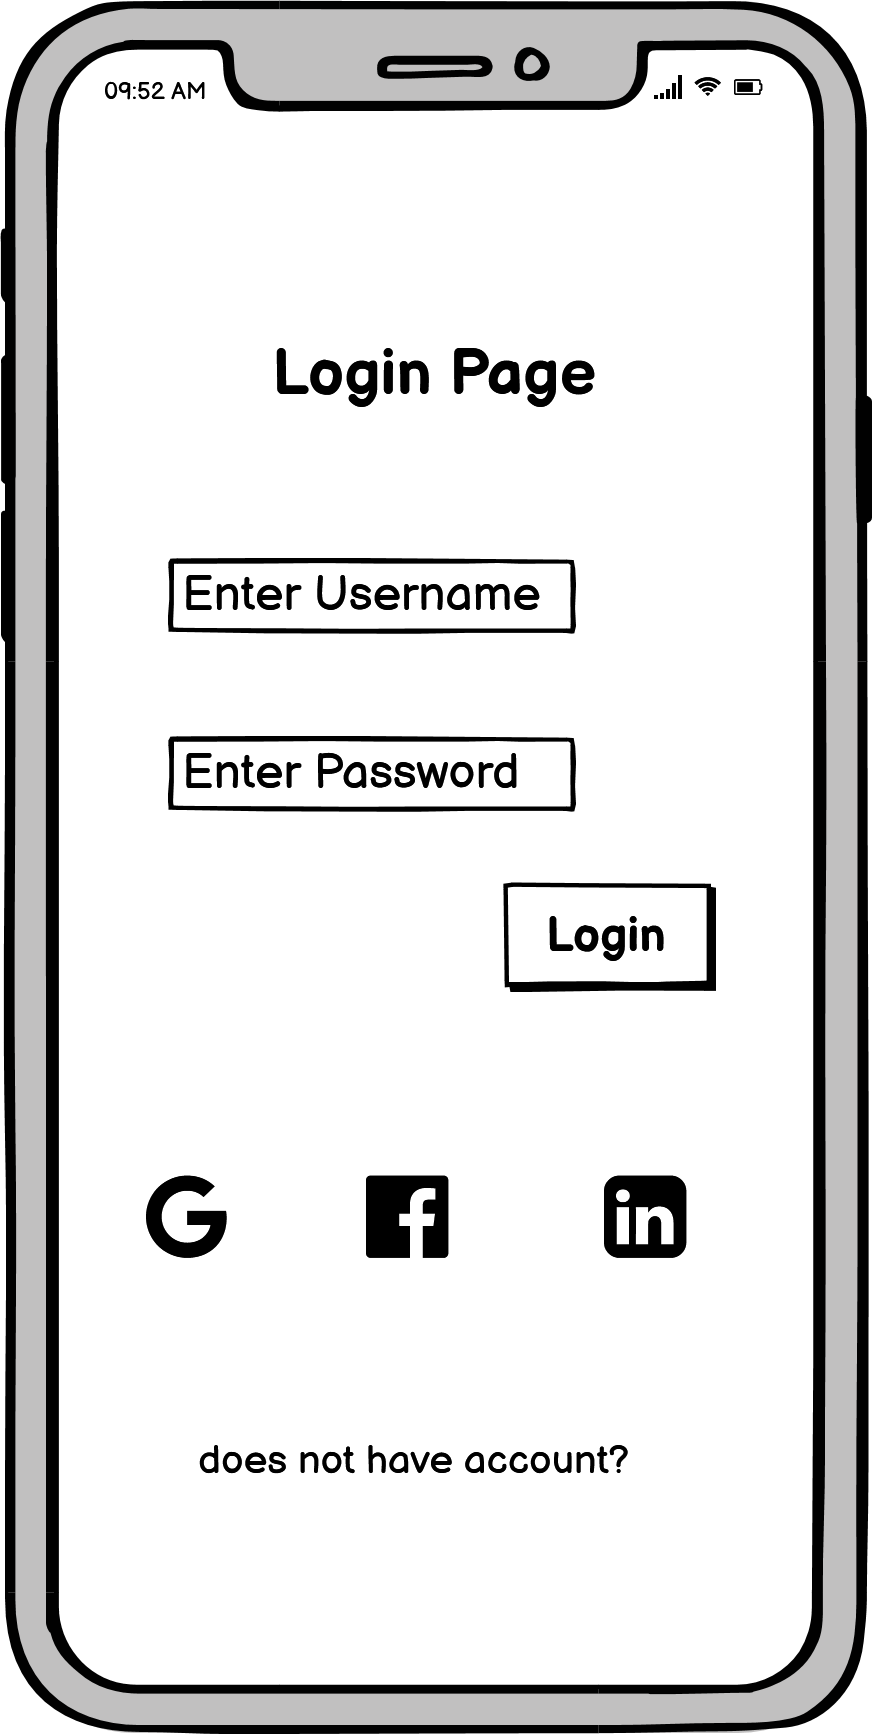 09:52 AM
Login Page
Enter Username
Enter Password
Login
G f in
does not have account?